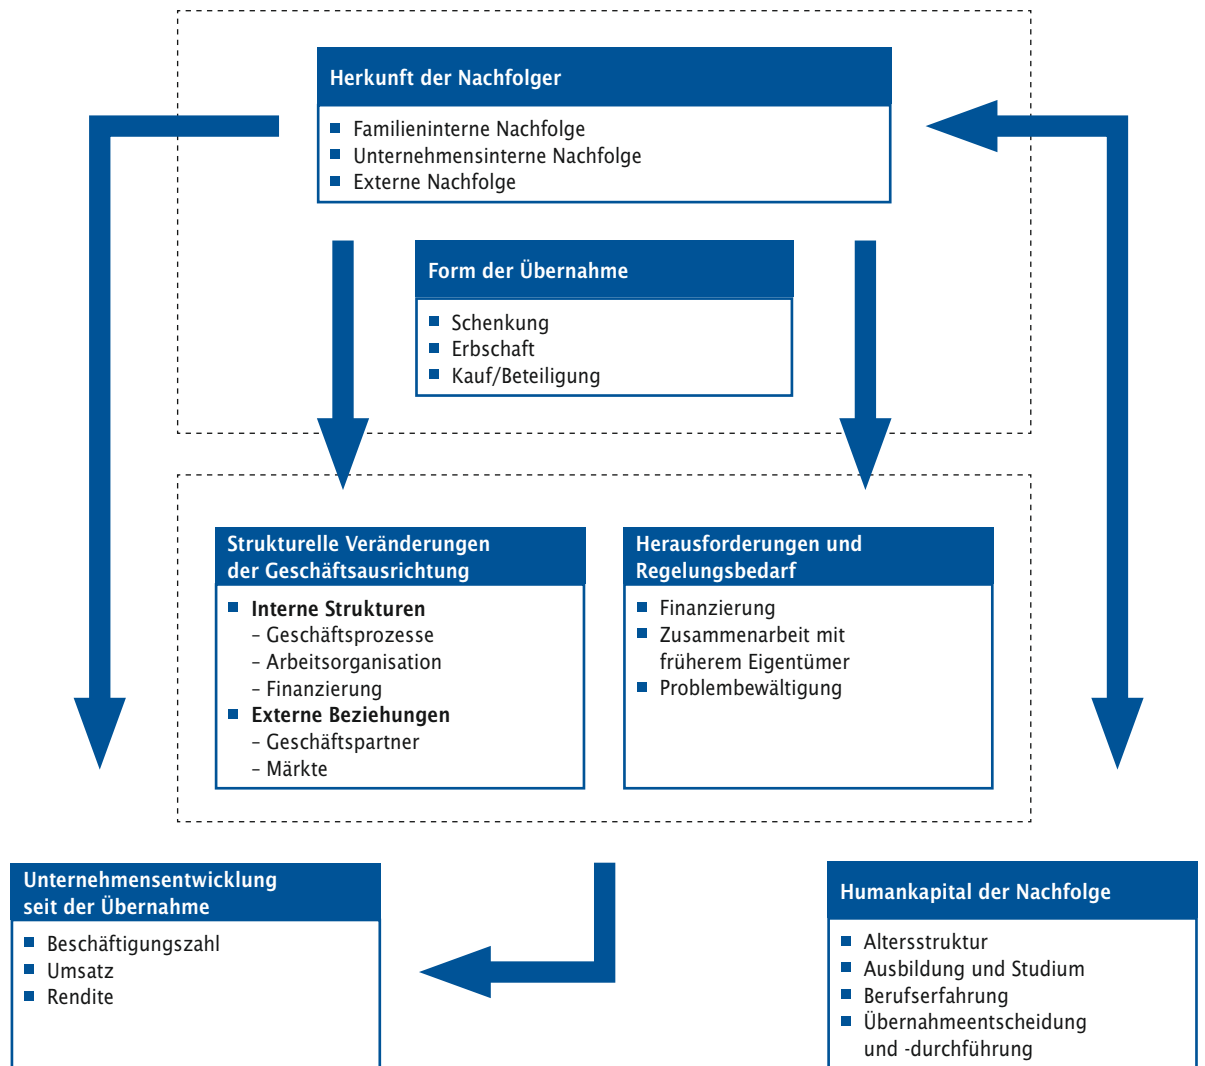 Herkunft der Nachfolger
■ Familieninterne Nachfolge
■ Unternehmensinterne Nachfolge
■ Externe Nachfolge
Form der Übernahme
■ Schenkung
■ Erbschaft
■ Kauf/Beteiligung
Strukturelle Veränderungen
der Geschäftsausrichtung
■ Interne Strukturen
– Geschäftsprozesse
– Arbeitsorganisation
– Finanzierung
■ Externe Beziehungen
– Geschäftspartner
– Märkte
Herausforderungen und
Regelungsbedarf
■ Finanzierung
■ Zusammenarbeit mit
früherem Eigentümer
■ Problembewältigung
Unternehmensentwicklung
seit der Übernahme
■ Beschäftigungszahl
■ Umsatz
■ Rendite
Humankapital der Nachfolge
■ Altersstruktur
■ Ausbildung und Studium
■ Berufserfahrung
■ Übernahmeentscheidung
und -durchführung